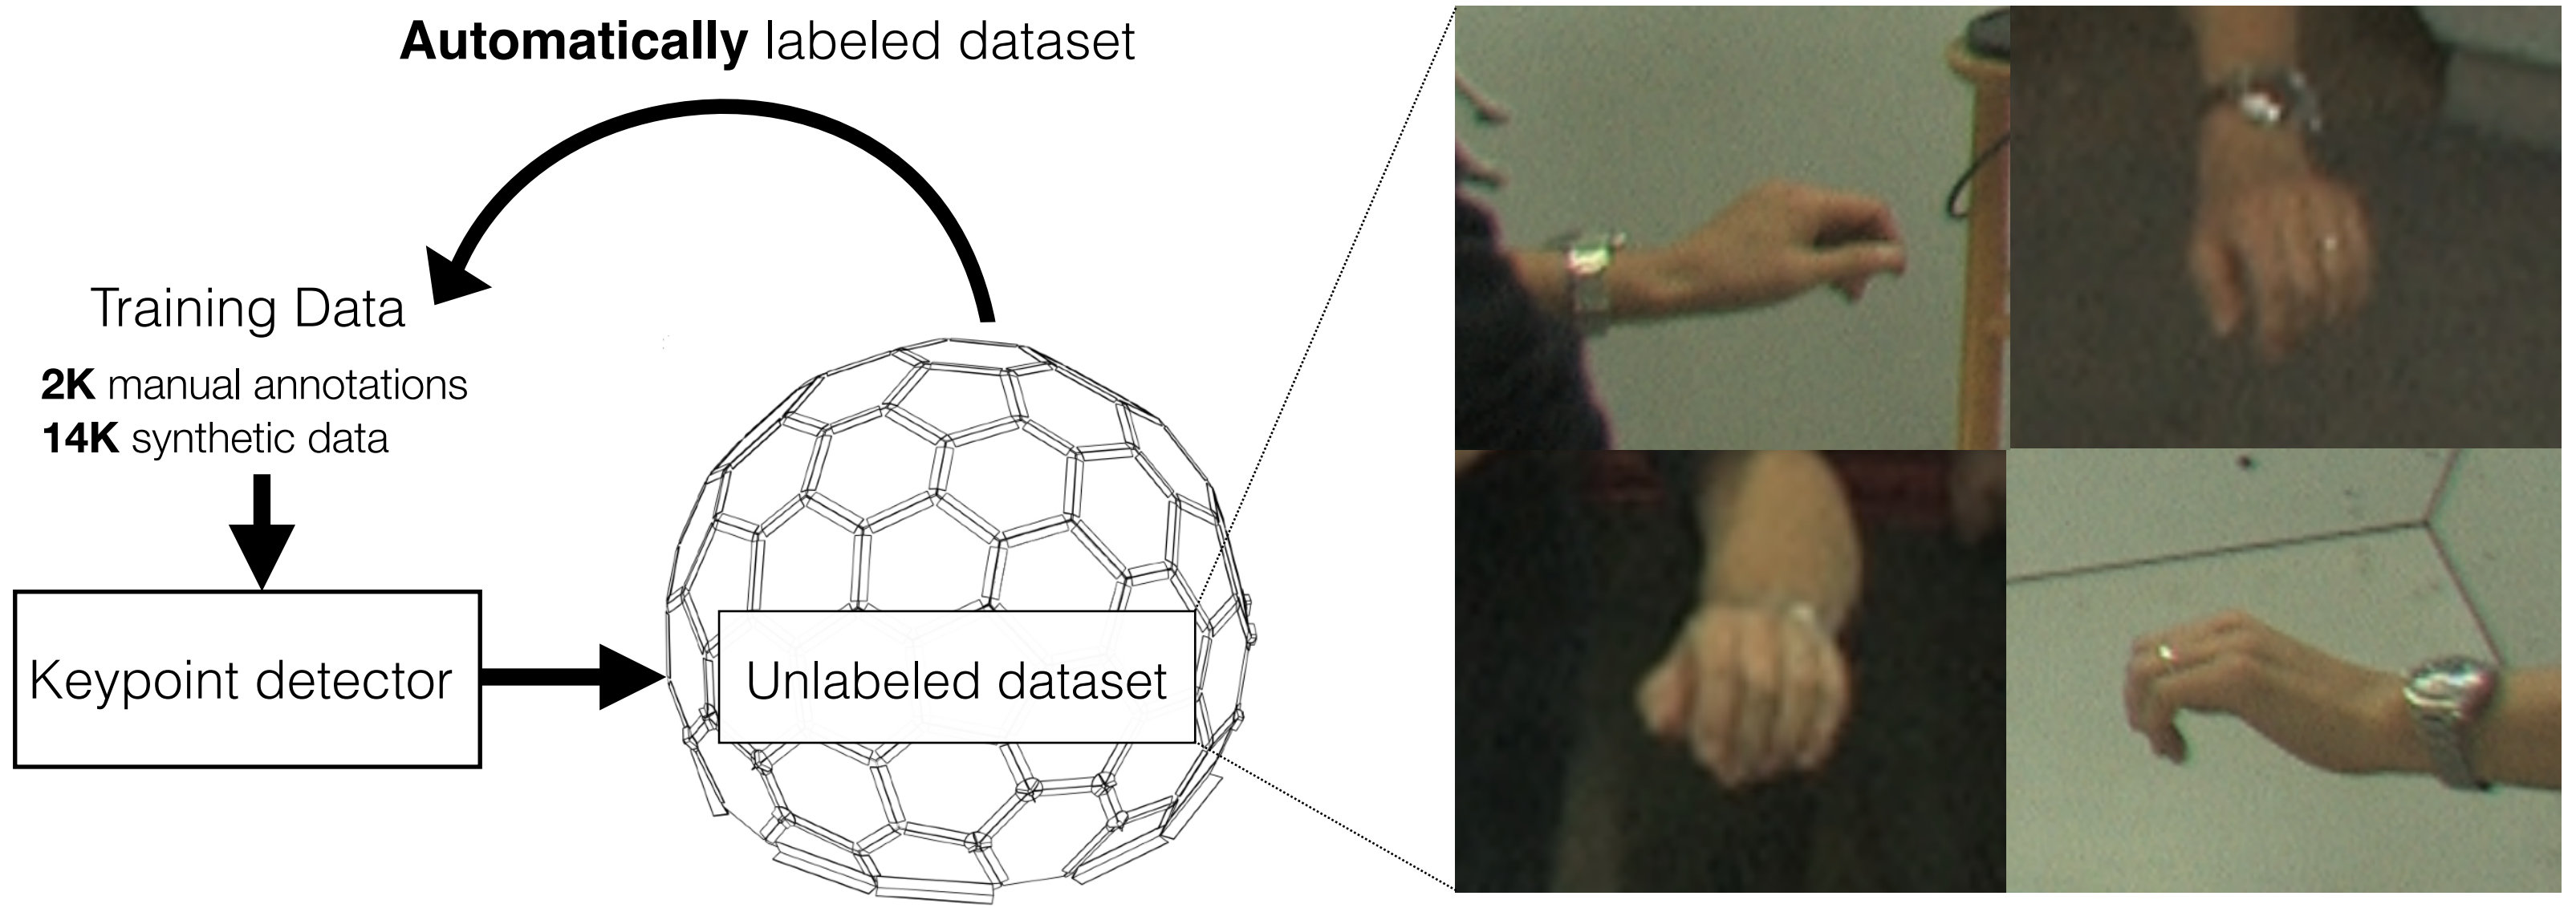 Automatically labeled dataset
Training Data
2K manual annotations
14K synthetic data
Keypoint detector
Unlabeled dataset